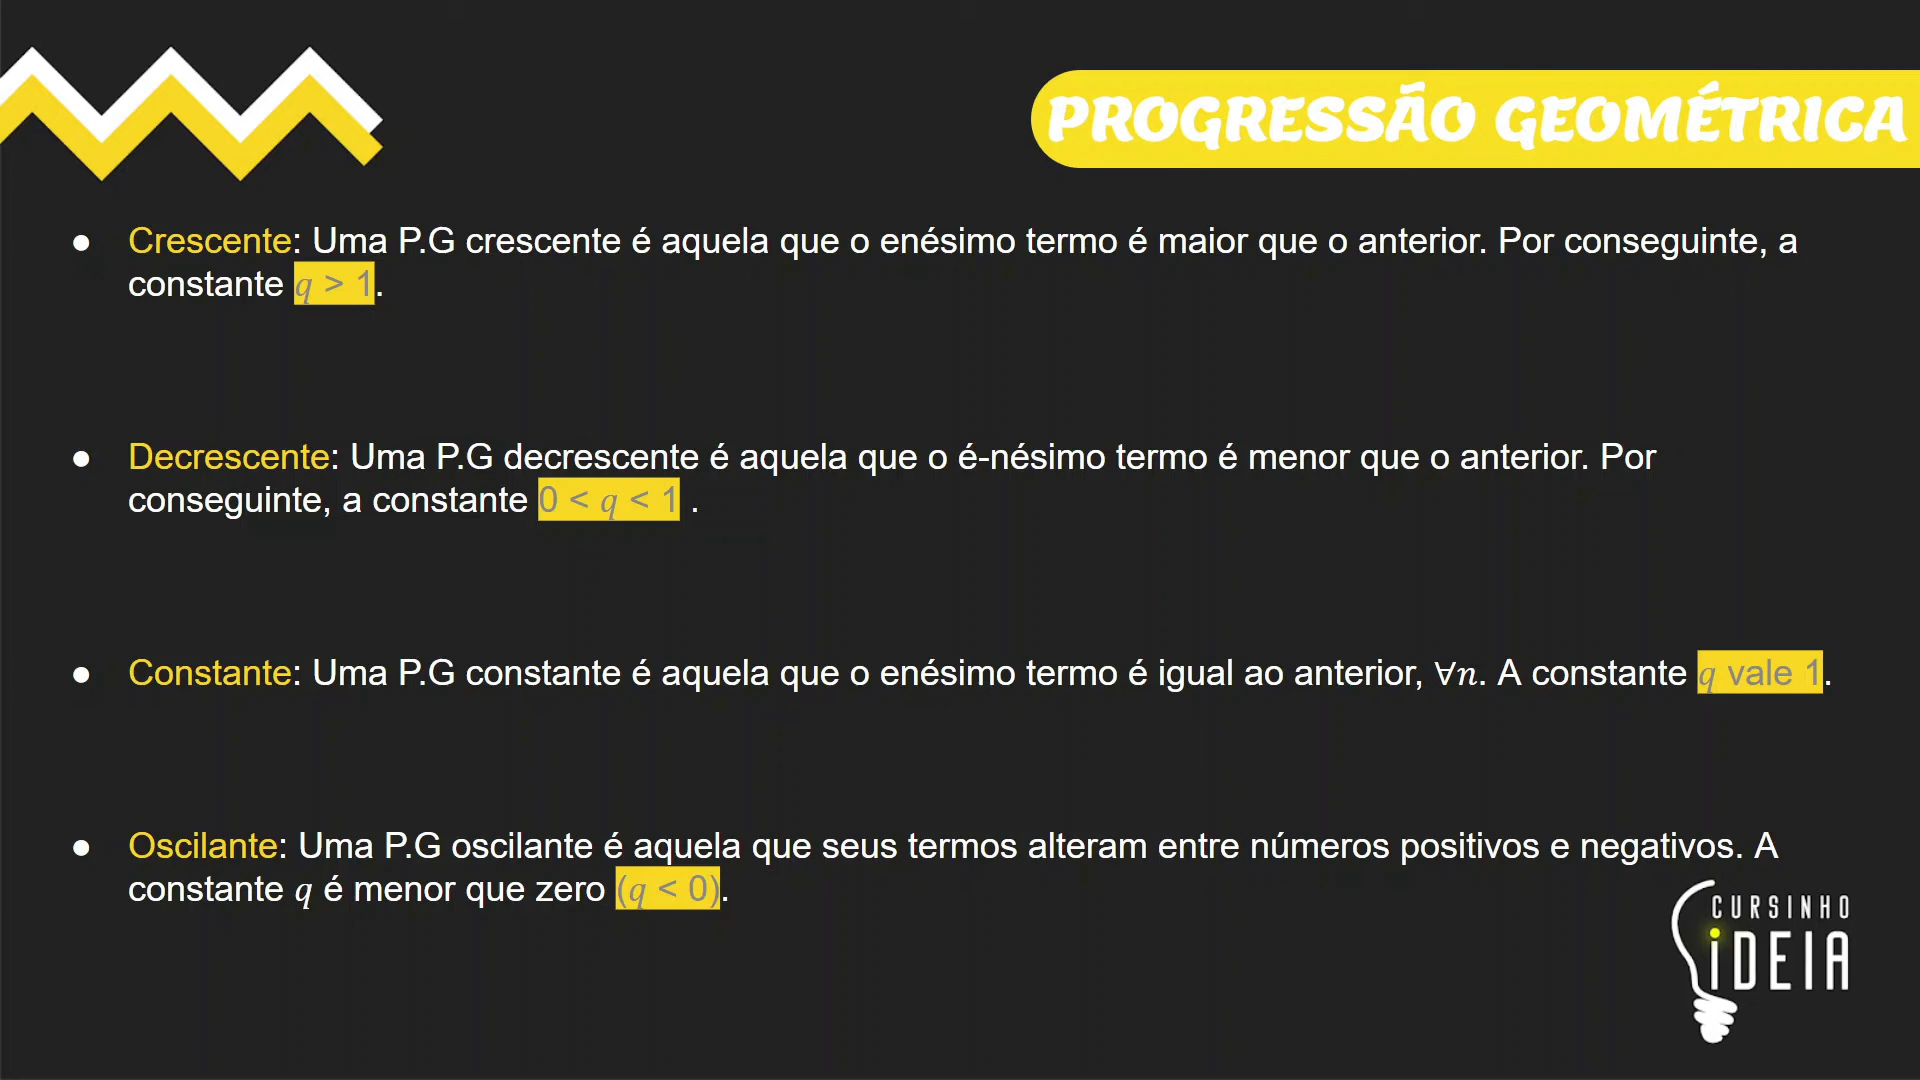 PROGRESSÃO GEOMÉTRICA
● Crescente: Uma P.G crescente é aquela que o enésimo termo é maior que o anterior. Por conseguinte, a
constante q > 1.
● Decrescente: Uma P.G decrescente é aquela que o é-nésimo termo é menor que o anterior. Por
conseguinte, a constante 0 < q < 1 .
● Constante: Uma P.G constante é aquela que o enésimo termo é igual ao anterior, ∀n. A constante q vale 1.
● Oscilante: Uma P.G oscilante é aquela que seus termos alteram entre números positivos e negativos. A
constante q é menor que zero (q < 0).
CURSINHO
iDEIA